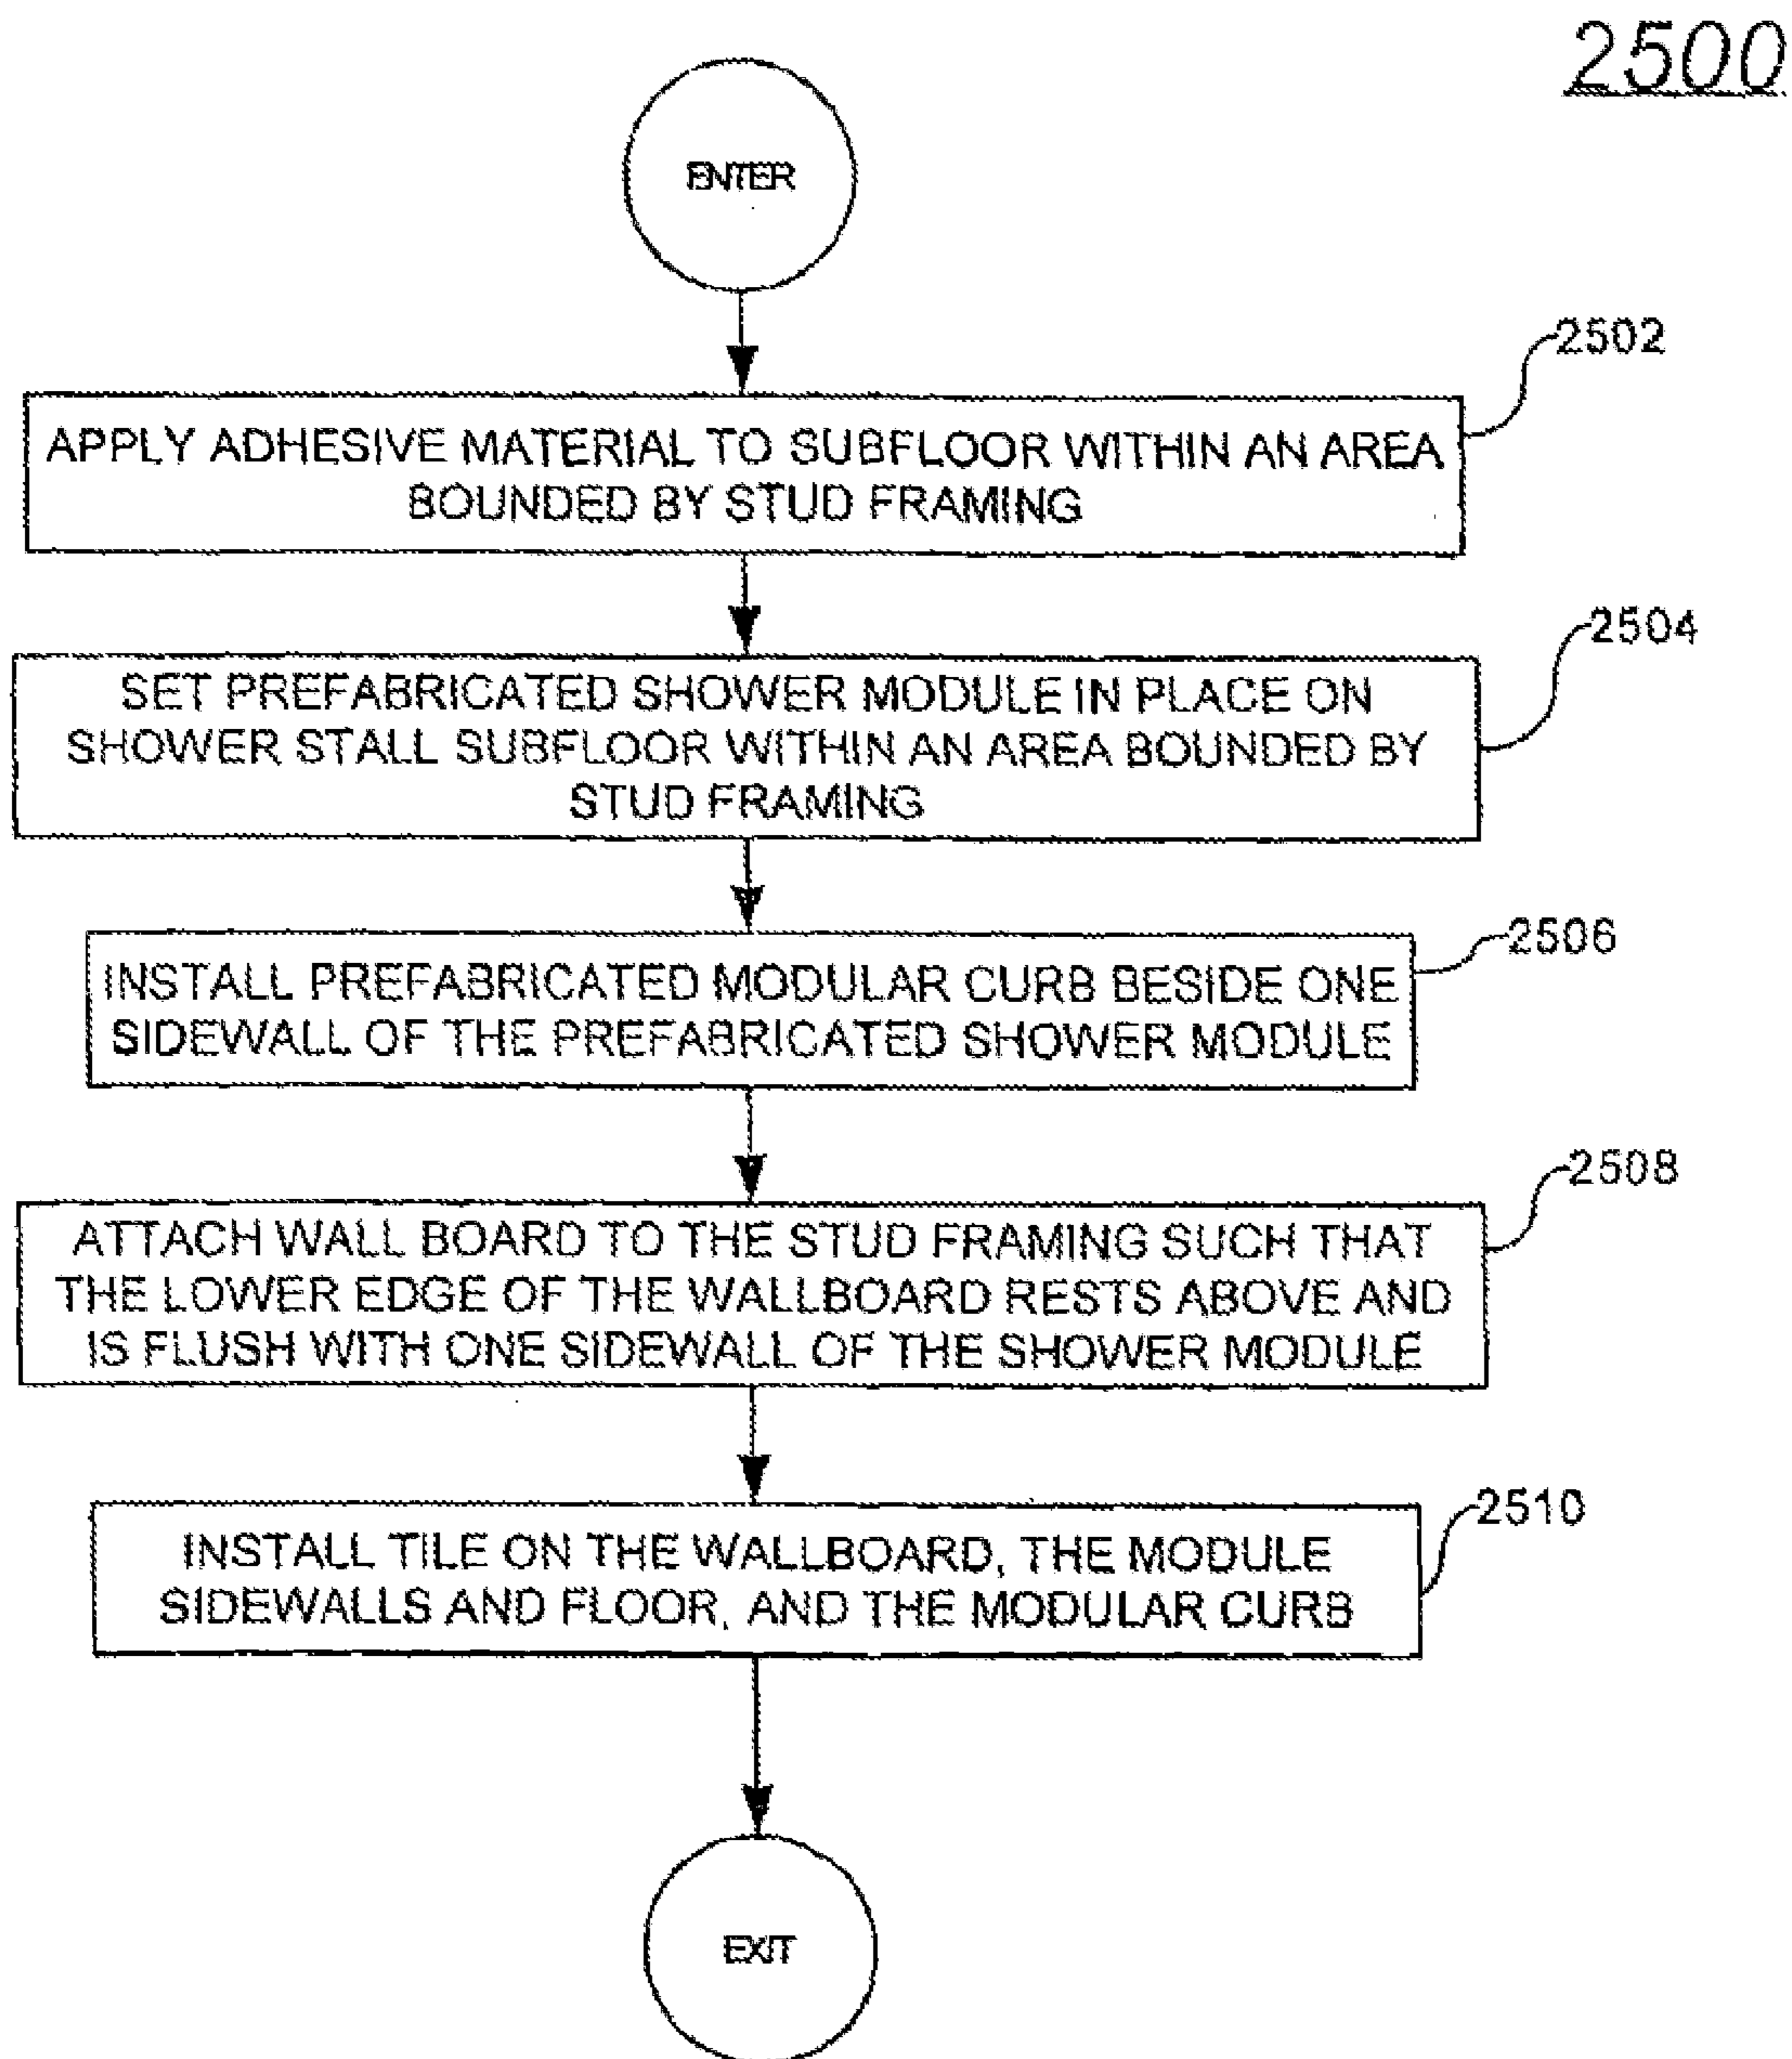 2500
ENTER
2502
APPLY ADHESIVE MATERIAL TO SUBFLOOR WITHIN AN AREA
BOUNDED BY STUD FRAMING
2504
SET PREFABRICATED SHOWER MODULE IN PLACE ON
SHOWER STALL SUBFLOOR WITHIN AN AREA BOUNDED BY
STUD FRAMING
2506
INSTALL PREFABRICATED MODULAR CURB BESIDE ONE
SIDEWALL OF THE PREFABRICATED SHOWER MODULE
2508
ATTACH WALL BOARD TO THE STUD FRAMING SUCH THAT
THE LOWER EDGE OF THE WALLBOARD RESTS ABOVE AND
IS FLUSH WITH ONE SIDEWALL OF THE SHOWER MODULE
2510
INSTALL TILE ON THE WALLBOARD, THE MODULE
SIDEWALLS AND FLOOR, AND THE MODULAR CURB
EXIT